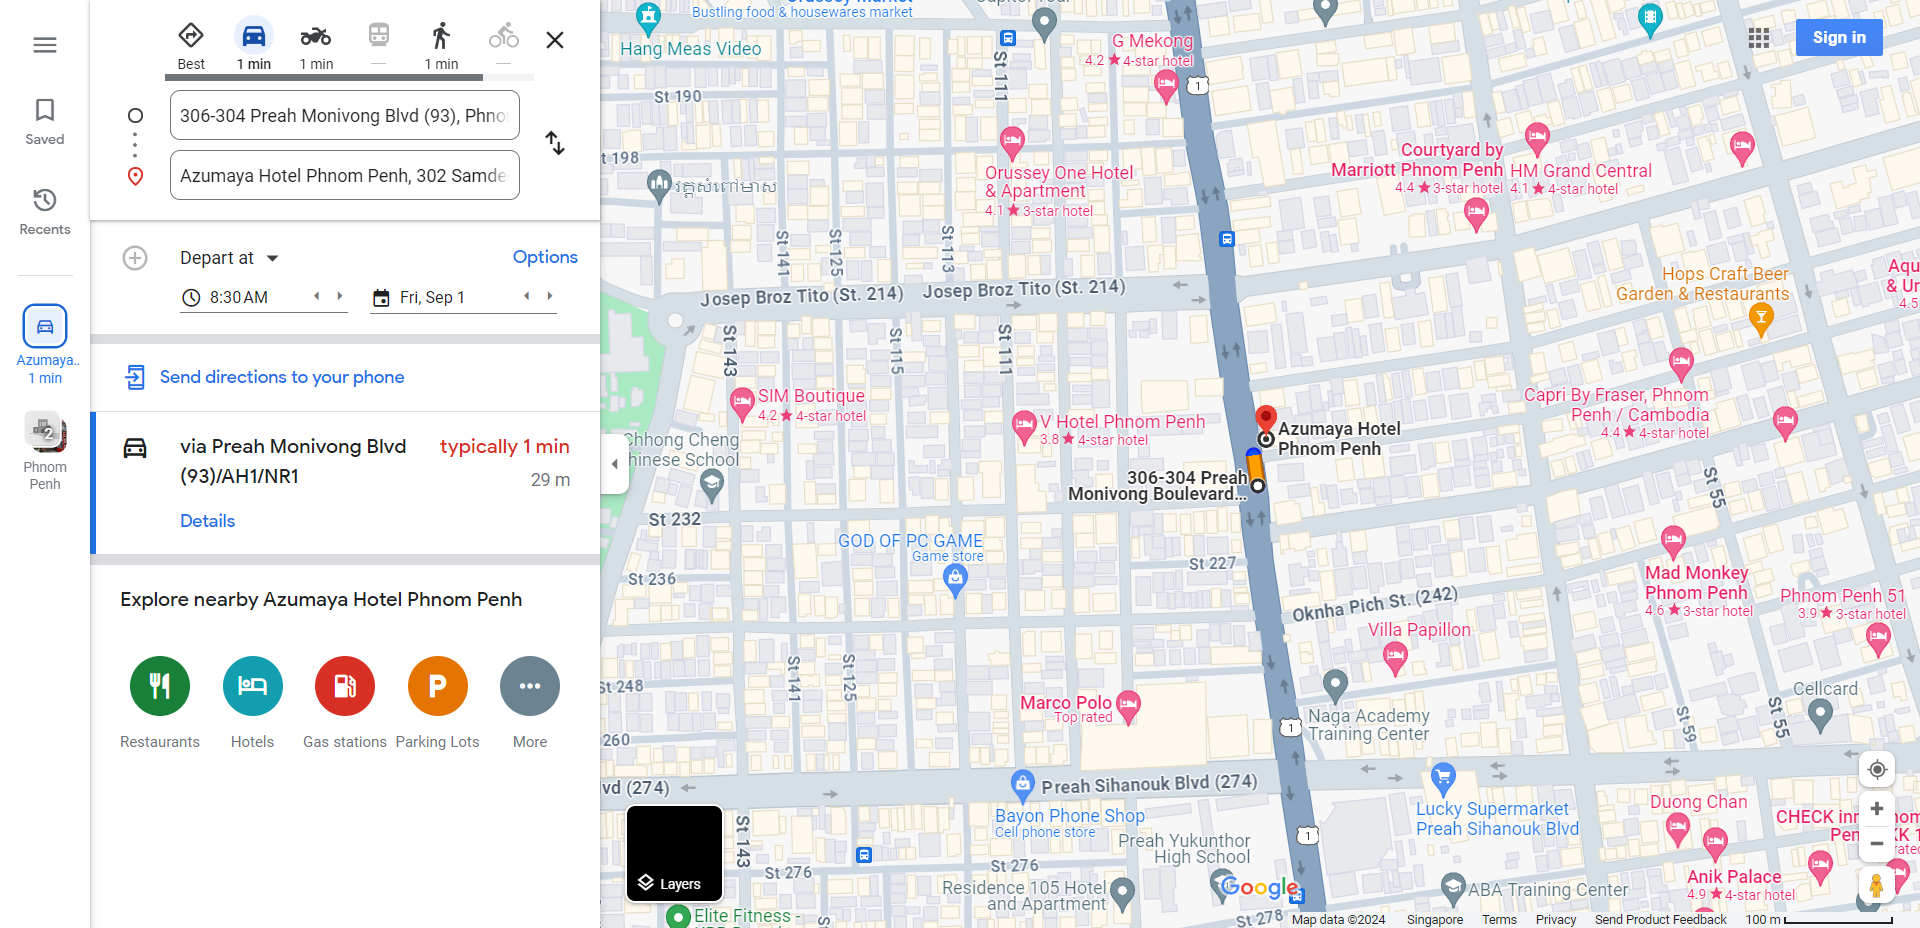 Best
1 min
1 min
—
1 min
—
Saved
Recents
Azumaya..
1 min
2
Phnom
Penh
306-304 Preah Monivong Blvd (93), Phno
Azumaya Hotel Phnom Penh, 302 Samde
Depart at
Options
8:30 AM
Fri, Sep 1
Send directions to your phone
via Preah Monivong Blvd
(93)/AH1/NR1
typically 1 min
29 m
Details
Explore nearby Azumaya Hotel Phnom Penh
Restaurants
Hotels
Gas stations
P
Parking Lots
More
Layers
Sign in
Bustling food & housewares market
Hang Meas Video
G Mekong
4.2 ★ 4-star hotel
1
St 111
St 190
St 198
វត្តសំពៅមាស
Orussey One Hotel
& Apartment
4.1 ★ 3-star hotel
Courtyard by
Marriott Phnom Penh
4.4 ★ 3-star hotel
HM Grand Central
4.1 ★ 4-star hotel
St 141
St 125
St 113
Josep Broz Tito (St. 214)
Josep Broz Tito (St. 214)
Hops Craft Beer
Garden & Restaurants
Aqu
& Ur
4.5
St 143
St 115
St 111
SIM Boutique
4.2 ★ 4-star hotel
V Hotel Phnom Penh
3.8 ★ 4-star hotel
Capri By Fraser, Phnom
Penh / Cambodia
4.4 ★ 4-star hotel
Azumaya Hotel
Phnom Penh
Chhong Cheng
hinese School
306-304 Preah
Monivong Boulevard...
St 55
St 232
GOD OF PC GAME
Game store
St 227
St 236
Mad Monkey
Phnom Penh
4.6 ★ 3-star hotel
Phnom Penh 51
3.9 ★ 3-star hotel
Oknha Pich St. (242)
Villa Papillon
St 141
St 125
St 248
Marco Polo
Top rated
Naga Academy
Training Center
1
Cellcard
St 59
St 55
260
vd (274)
Preah Sihanouk Blvd (274)
Bayon Phone Shop
Cell phone store
Lucky Supermarket
Preah Sihanouk Blvd
Duong Chan
CHECK inn
Pen
St 143
Preah Yukunthor
High School
1
St 276
St 276
Residence 105 Hotel
and Apartment
ABA Training Center
Anik Palace
4.9 ★ 4-star hotel
Elite Fitness -
St 278
Google
Map data ©2024
Singapore
Terms
Privacy
Send Product Feedback
100 m